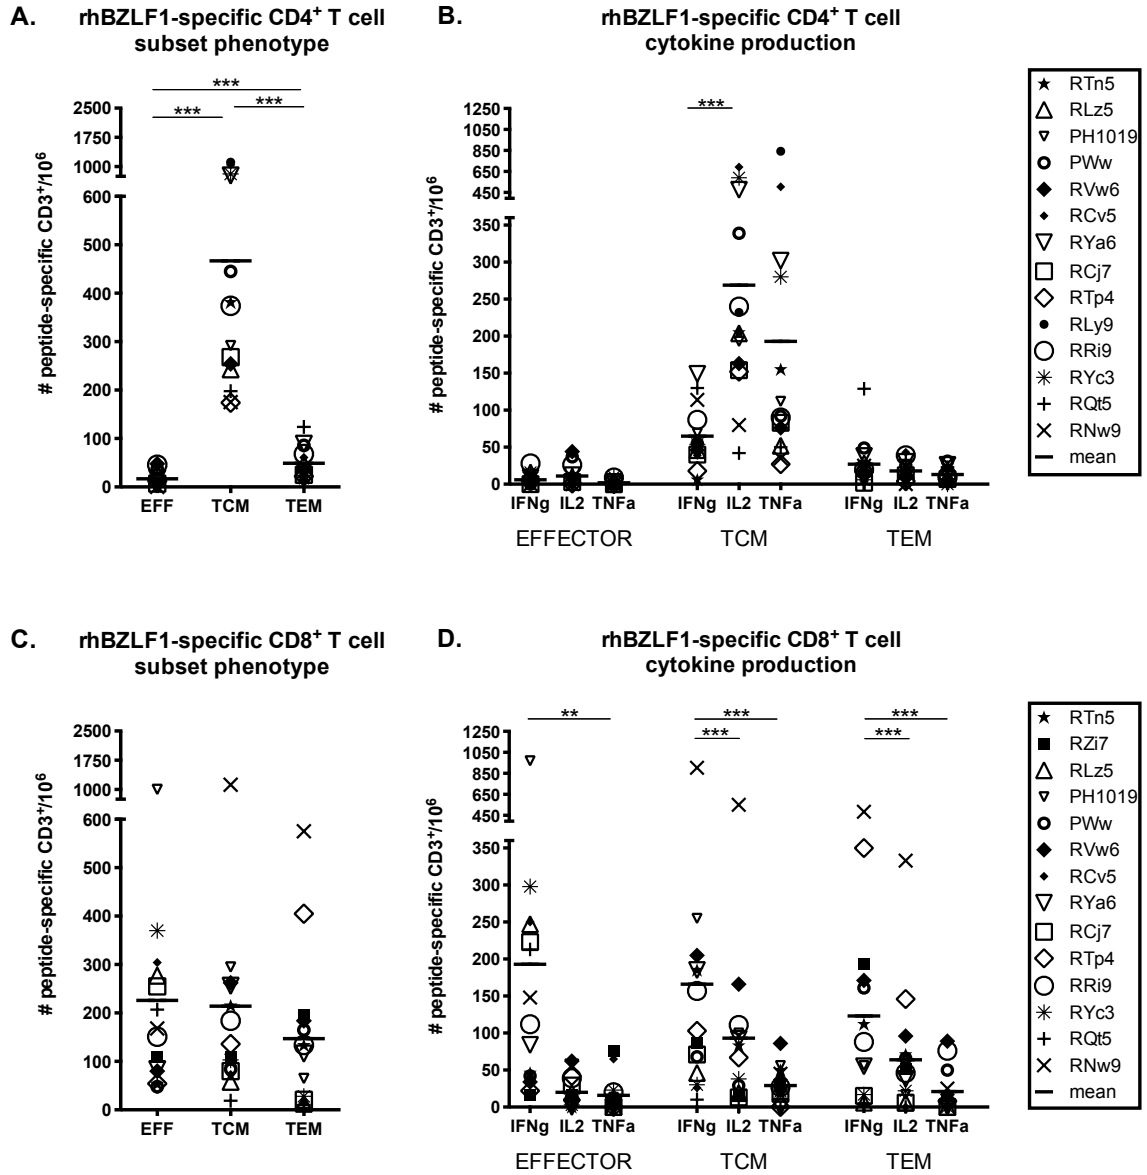 A.
rhBZLF1-specific CD4+ T cell
subset phenotype
***
***
***
# peptide-specific CD3+/10^6
2500
1750
1000
600
500
400
300
200
100
0
EFF
TCM
TEM
B.
rhBZLF1-specific CD4+ T cell
cytokine production
***
# peptide-specific CD3+/10^6
1250
1050
850
650
450
350
300
250
200
150
100
50
0
IFNg IL2 TNFa
IFNg IL2 TNFa
IFNg IL2 TNFa
EFFECTOR
TCM
TEM
RTn5
RLz5
PH1019
PWw
RVw6
RCv5
RYa6
RCj7
RTp4
RLy9
RRi9
RYc3
RQt5
RNw9
mean
C.
rhBZLF1-specific CD8+ T cell
subset phenotype
# peptide-specific CD3+/10^6
2500
1750
1000
600
500
400
300
200
100
0
EFF
TCM
TEM
D.
rhBZLF1-specific CD8+ T cell
cytokine production
**
***
***
***
***
# peptide-specific CD3+/10^6
1250
1050
850
650
450
350
300
250
200
150
100
50
0
IFNg IL2 TNFa
IFNg IL2 TNFa
IFNg IL2 TNFa
EFFECTOR
TCM
TEM
RTn5
RZi7
RLz5
PH1019
PWw
RVw6
RCv5
RYa6
RCj7
RTp4
RRi9
RYc3
RQt5
RNw9
mean